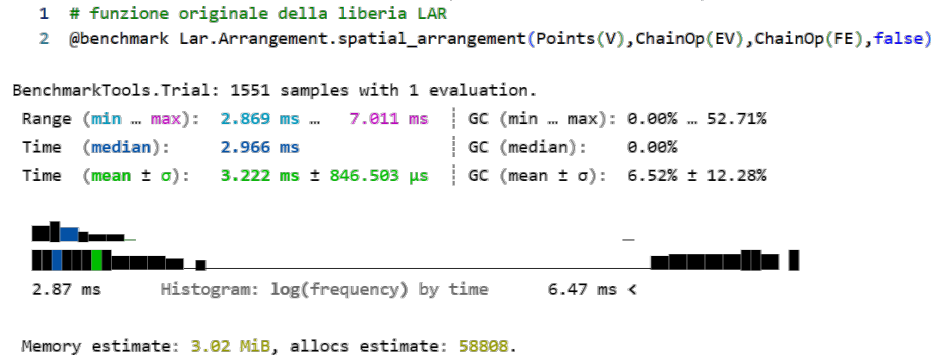 1 # funzione originale della liberia LAR
2 @benchmark Lar.Arrangement.spatial_arrangement(Points(V),ChainOp(EV),ChainOp(FE),false)
BenchmarkTools.Trial: 1551 samples with 1 evaluation.
Range (min … max): 2.869 ms … 7.011 ms ┊ GC (min … max): 0.00% … 52.71%
Time (median): 2.966 ms ┊ GC (median): 0.00%
Time (mean ± σ): 3.222 ms ± 846.503 μs ┊ GC (mean ± σ): 6.52% ± 12.28%
2.87 ms Histogram: log(frequency) by time 6.47 ms <
Memory estimate: 3.02 MiB, allocs estimate: 58808.